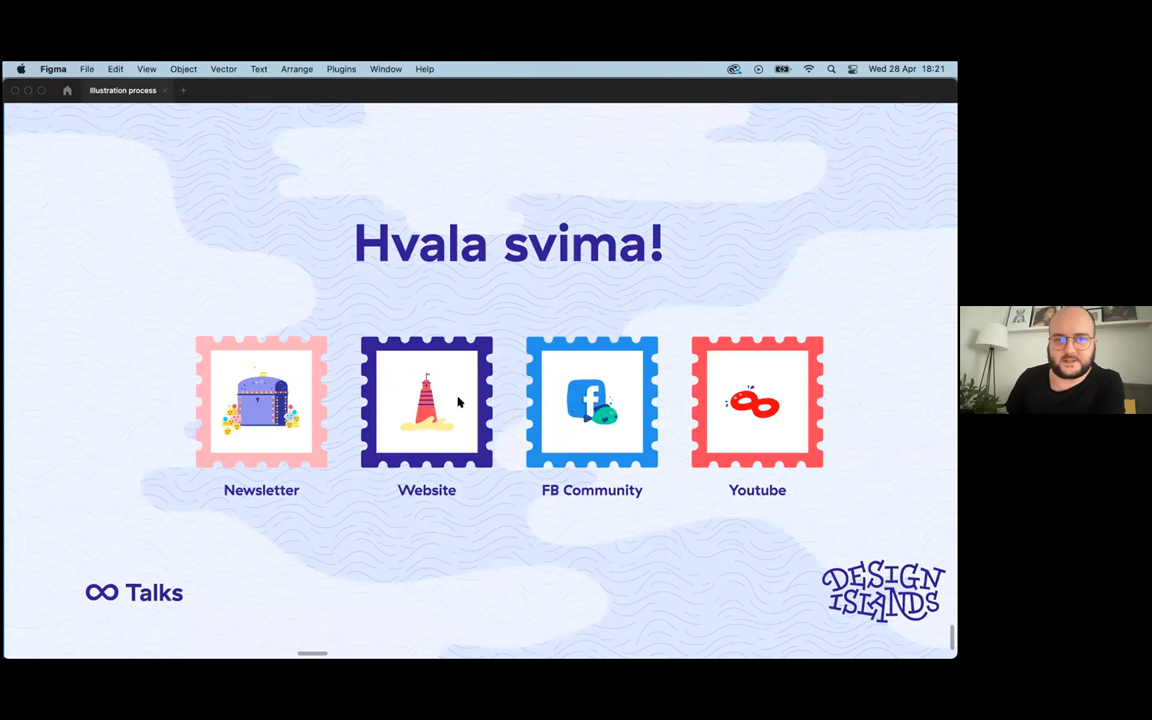 Figma File Edit View Object Vector Text Arrange Plugins Window Help Wed 28 Apr 18:21
Illustration process
Hvala svima!
Newsletter Website FB Community Youtube
Talks
DESIGN
ISLANDS